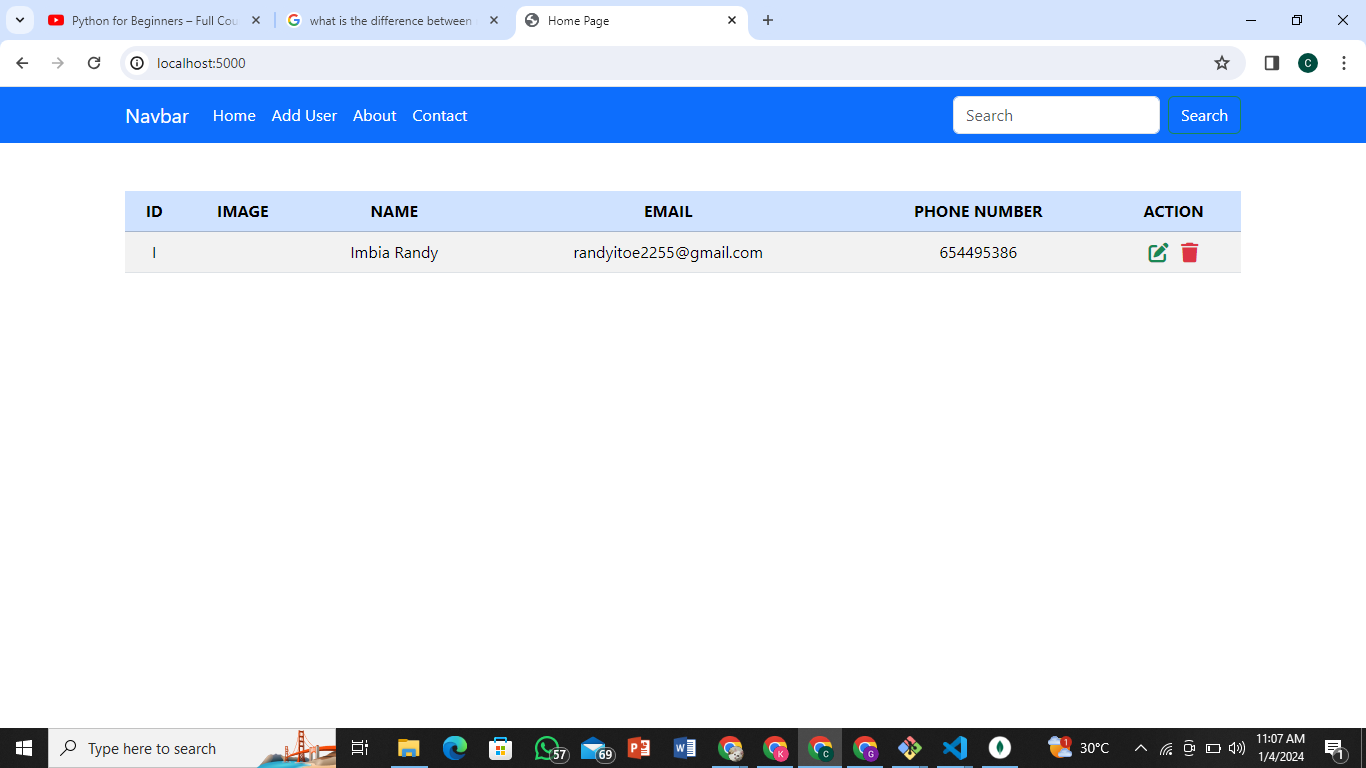 Python for Beginners – Full Cou
what is the difference between
Home Page
localhost:5000
C
Navbar Home Add User About Contact Search Search
ID IMAGE NAME EMAIL PHONE NUMBER ACTION
I Imbia Randy randyitoe2255@gmail.com 654495386
Type here to search
57
69
K
C
G
1
30°C
11:07 AM
1/4/2024
1